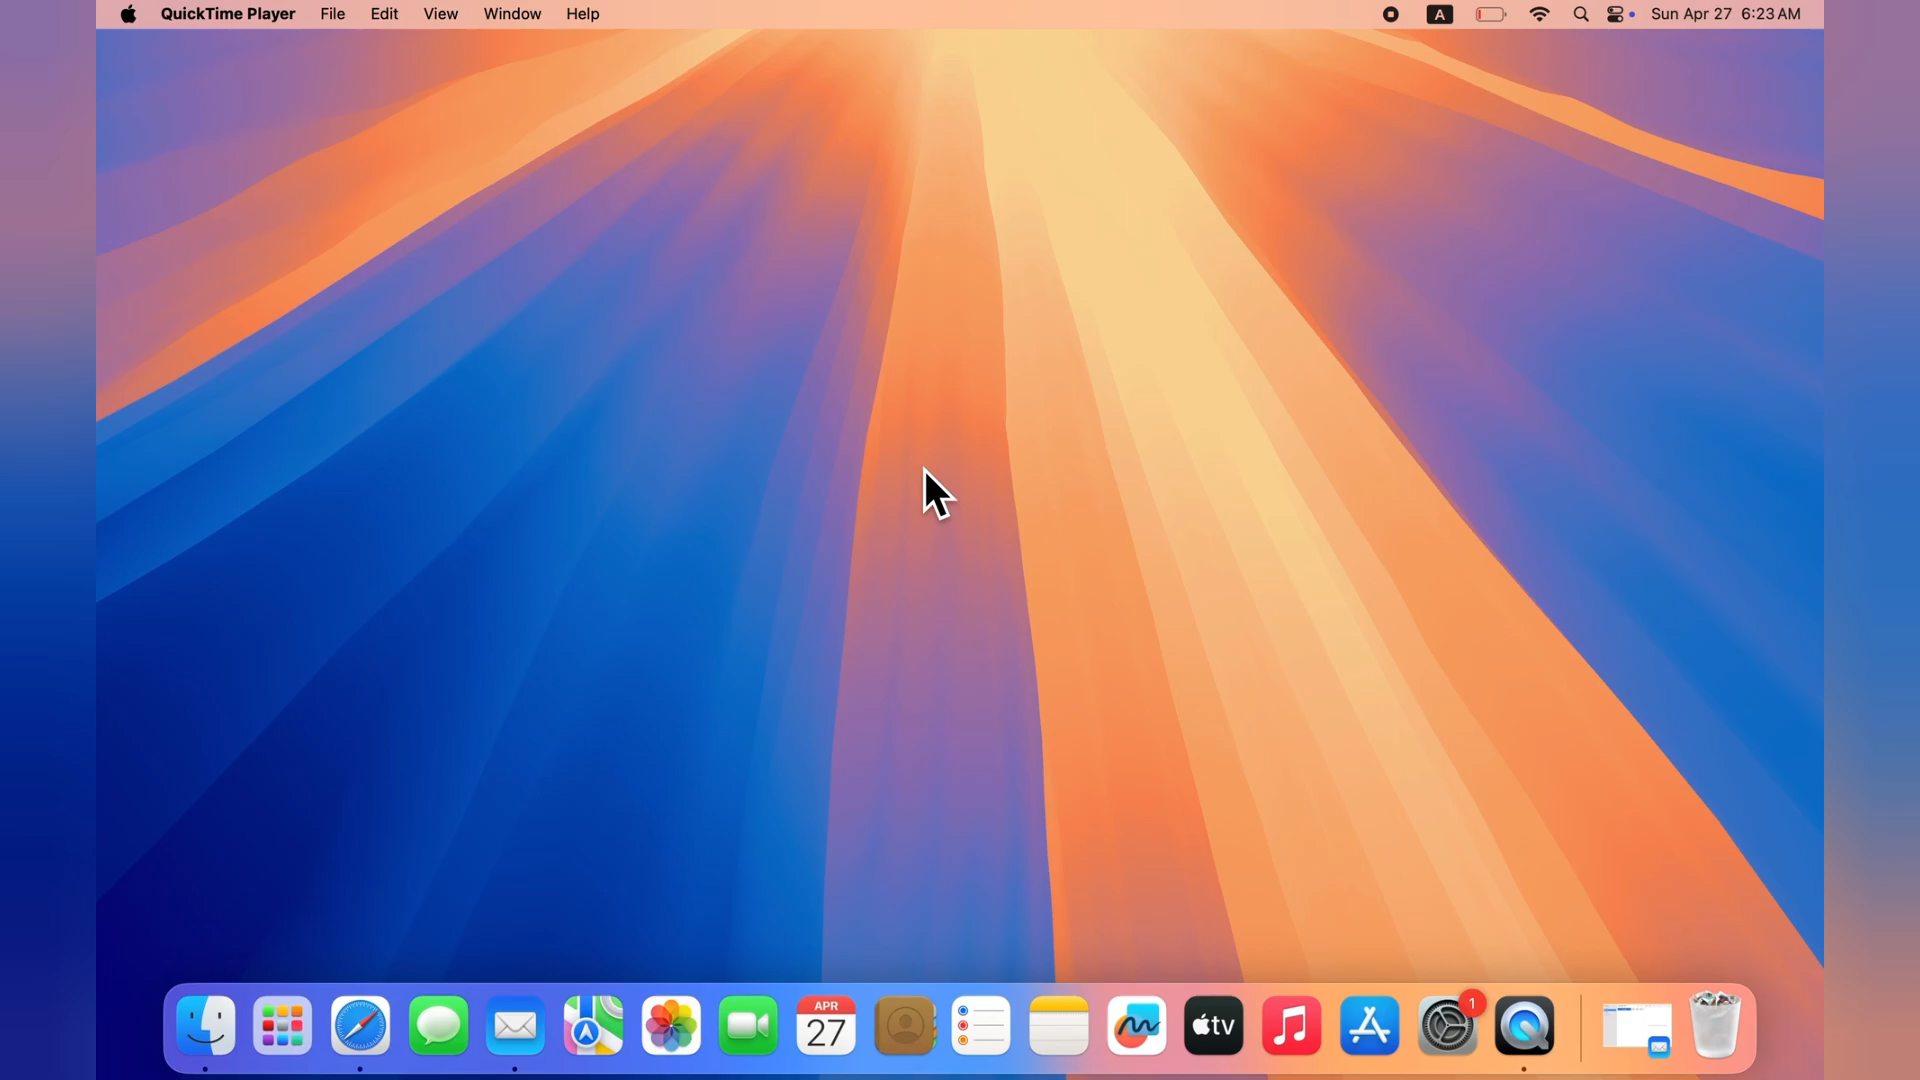 QuickTime Player File Edit View Window Help A Sun Apr 27 6:23 AM
APR
27
tv
1